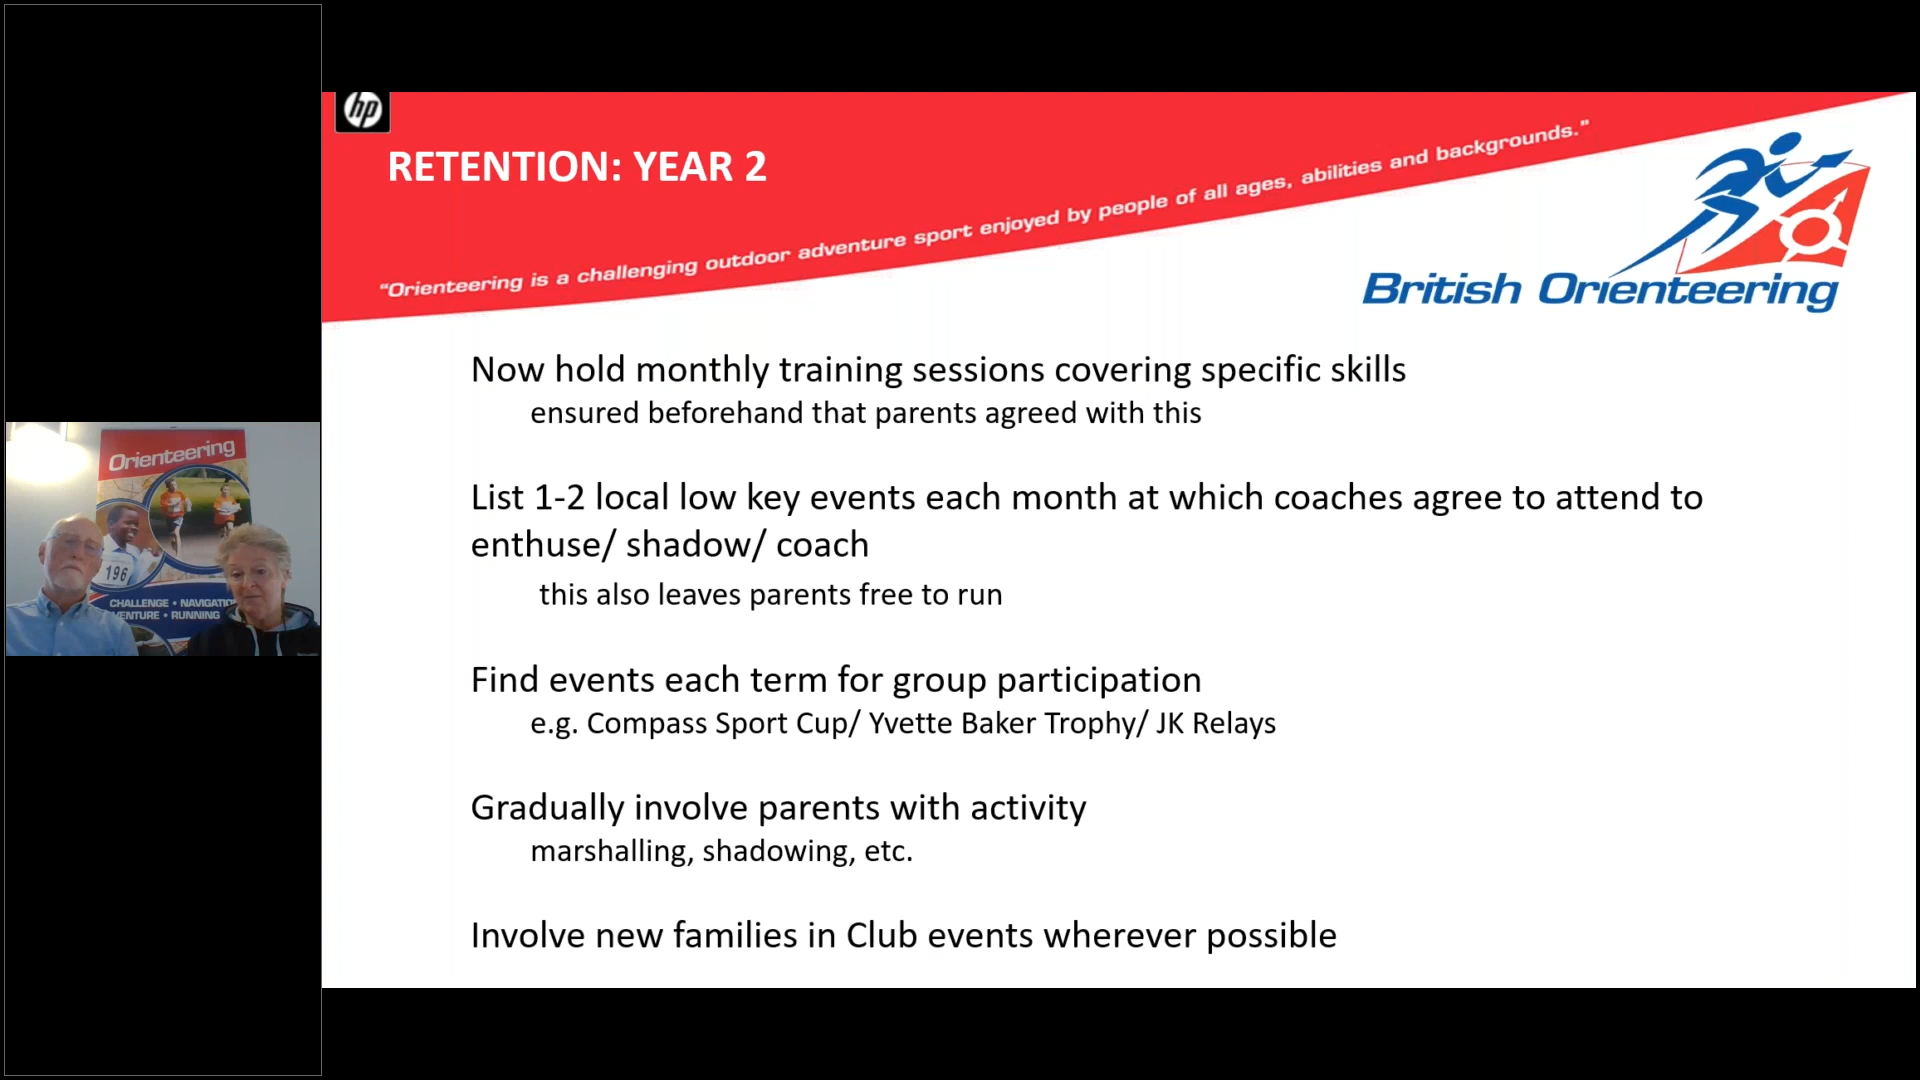 hp
RETENTION: YEAR 2
“Orienteering is a challenging outdoor adventure sport enjoyed by people of all ages, abilities and backgrounds.”
British Orienteering
Now hold monthly training sessions covering specific skills
ensured beforehand that parents agreed with this
List 1-2 local low key events each month at which coaches agree to attend to
enthuse/ shadow/ coach
this also leaves parents free to run
Find events each term for group participation
e.g. Compass Sport Cup/ Yvette Baker Trophy/ JK Relays
Gradually involve parents with activity
marshalling, shadowing, etc.
Involve new families in Club events wherever possible
Orienteering
196
CHALLENGE • NAVIGATIO
VENTURE • RUNNING